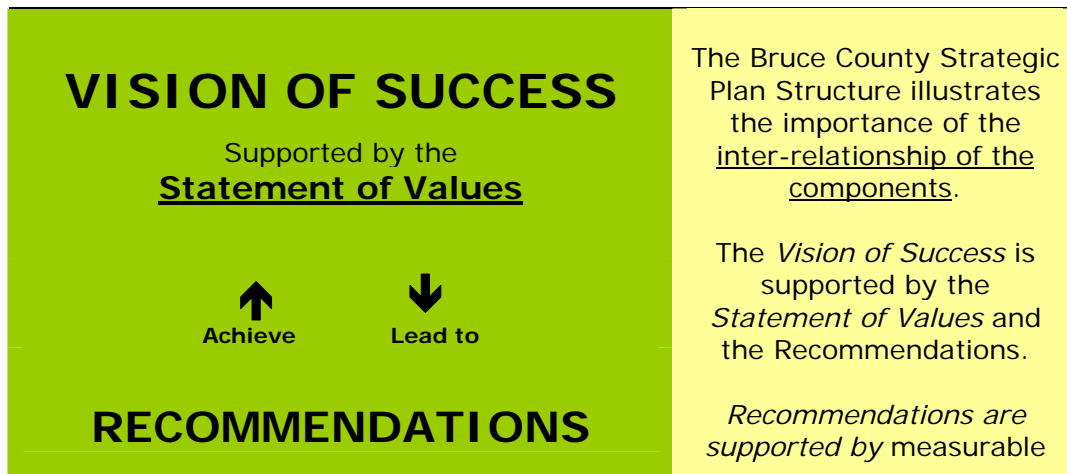 VISION OF SUCCESS
Supported by the
Statement of Values
Achieve
Lead to
RECOMMENDATIONS
The Bruce County Strategic
Plan Structure illustrates
the importance of the
inter-relationship of the
components.
The Vision of Success is
supported by the
Statement of Values and
the Recommendations.
Recommendations are
supported by measurable